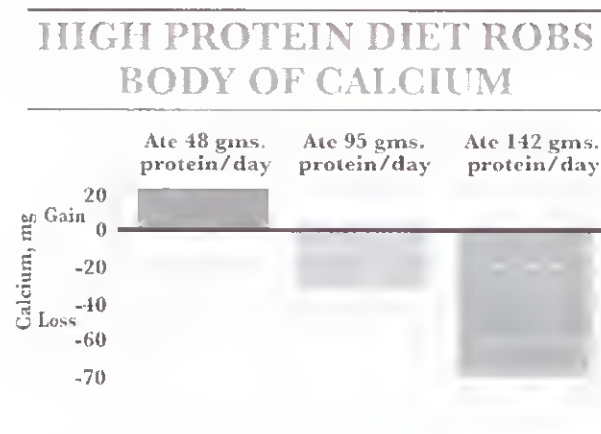 HIGH PROTEIN DIET ROBS
BODY OF CALCIUM
Ate 48 gms.
protein/day
Ate 95 gms.
protein/day
Ate 142 gms.
protein/day
Calcium, mg
Gain
Loss
20
0
-20
-40
-60
-70